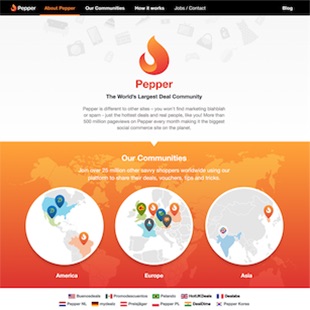 Pepper
About Pepper
Our Communities
How it works
Jobs / Contact
Blog
Pepper
The World's Largest Deal Community
Pepper is different to other sites – you won't find marketing blahblah
or spam - just the hottest deals and real people, like you! More than
500 million pageviews on Pepper every month making it the biggest
social commerce site on the planet.
Our Communities
Join over 25 million other savvy shoppers worldwide using our
platform to share their deals, vouchers, tips and tricks.
America
Europe
Asia
Buenosdeals Promodescuentos Pelando HotUKDeals Dealabs
Pepper NL mydealz Preisjäger Pepper PL DesiDime Pepper Korea